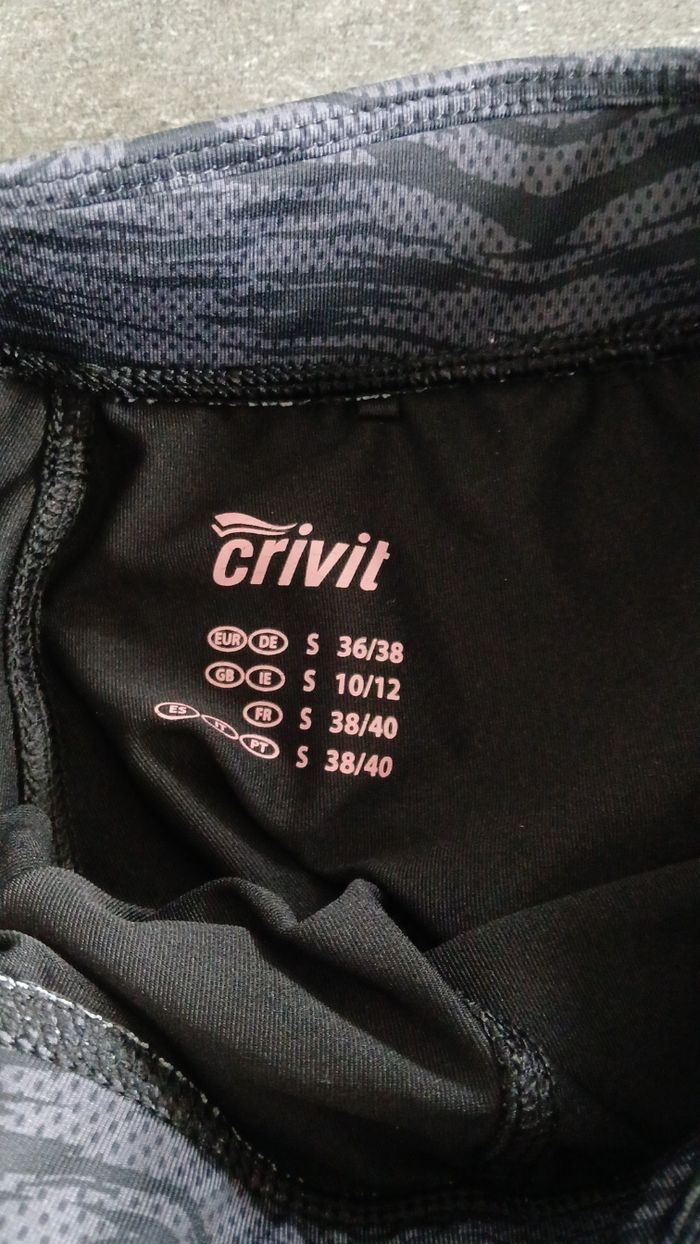 crivit
EUR DE S 36/38
GB IE S 10/12
FR S 38/40
ES IT PT S 38/40